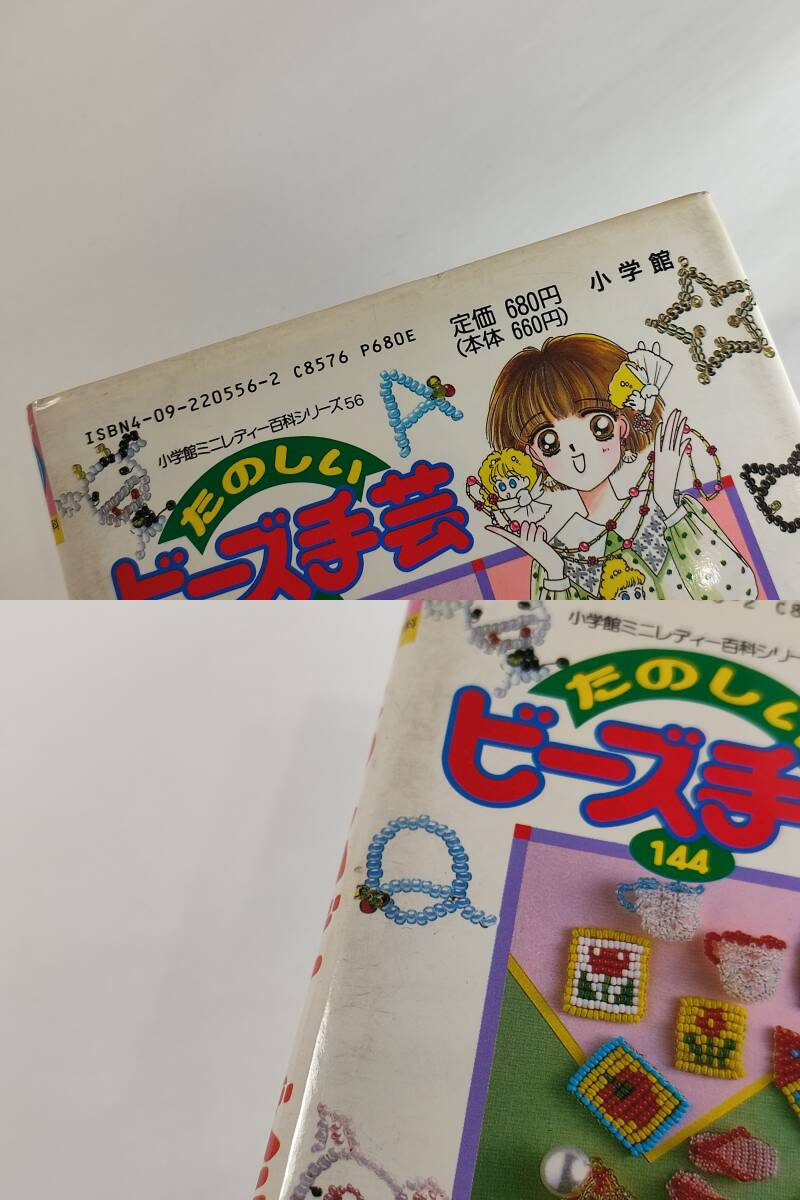 小学館
定価 680円
(本体 660円)
ISBN4-09-220556-2 C8576 P680E
小学館ミニレディー百科シリーズ56
たのしい
ビーズ手芸
科
-2 C8
小学館ミニレディー百科シリー
たのしい
ビーズ手
144